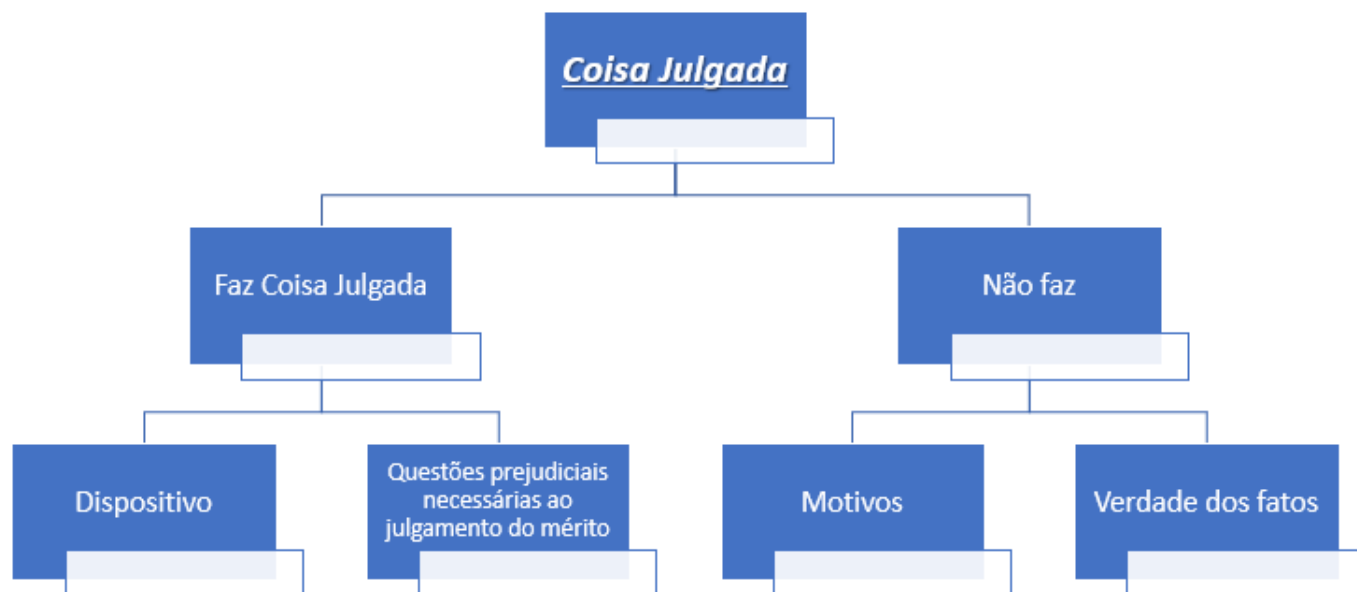 Coisa Julgada
Faz Coisa Julgada
Não faz
Dispositivo
Questões prejudiciais
necessárias ao
julgamento do mérito
Motivos
Verdade dos fatos